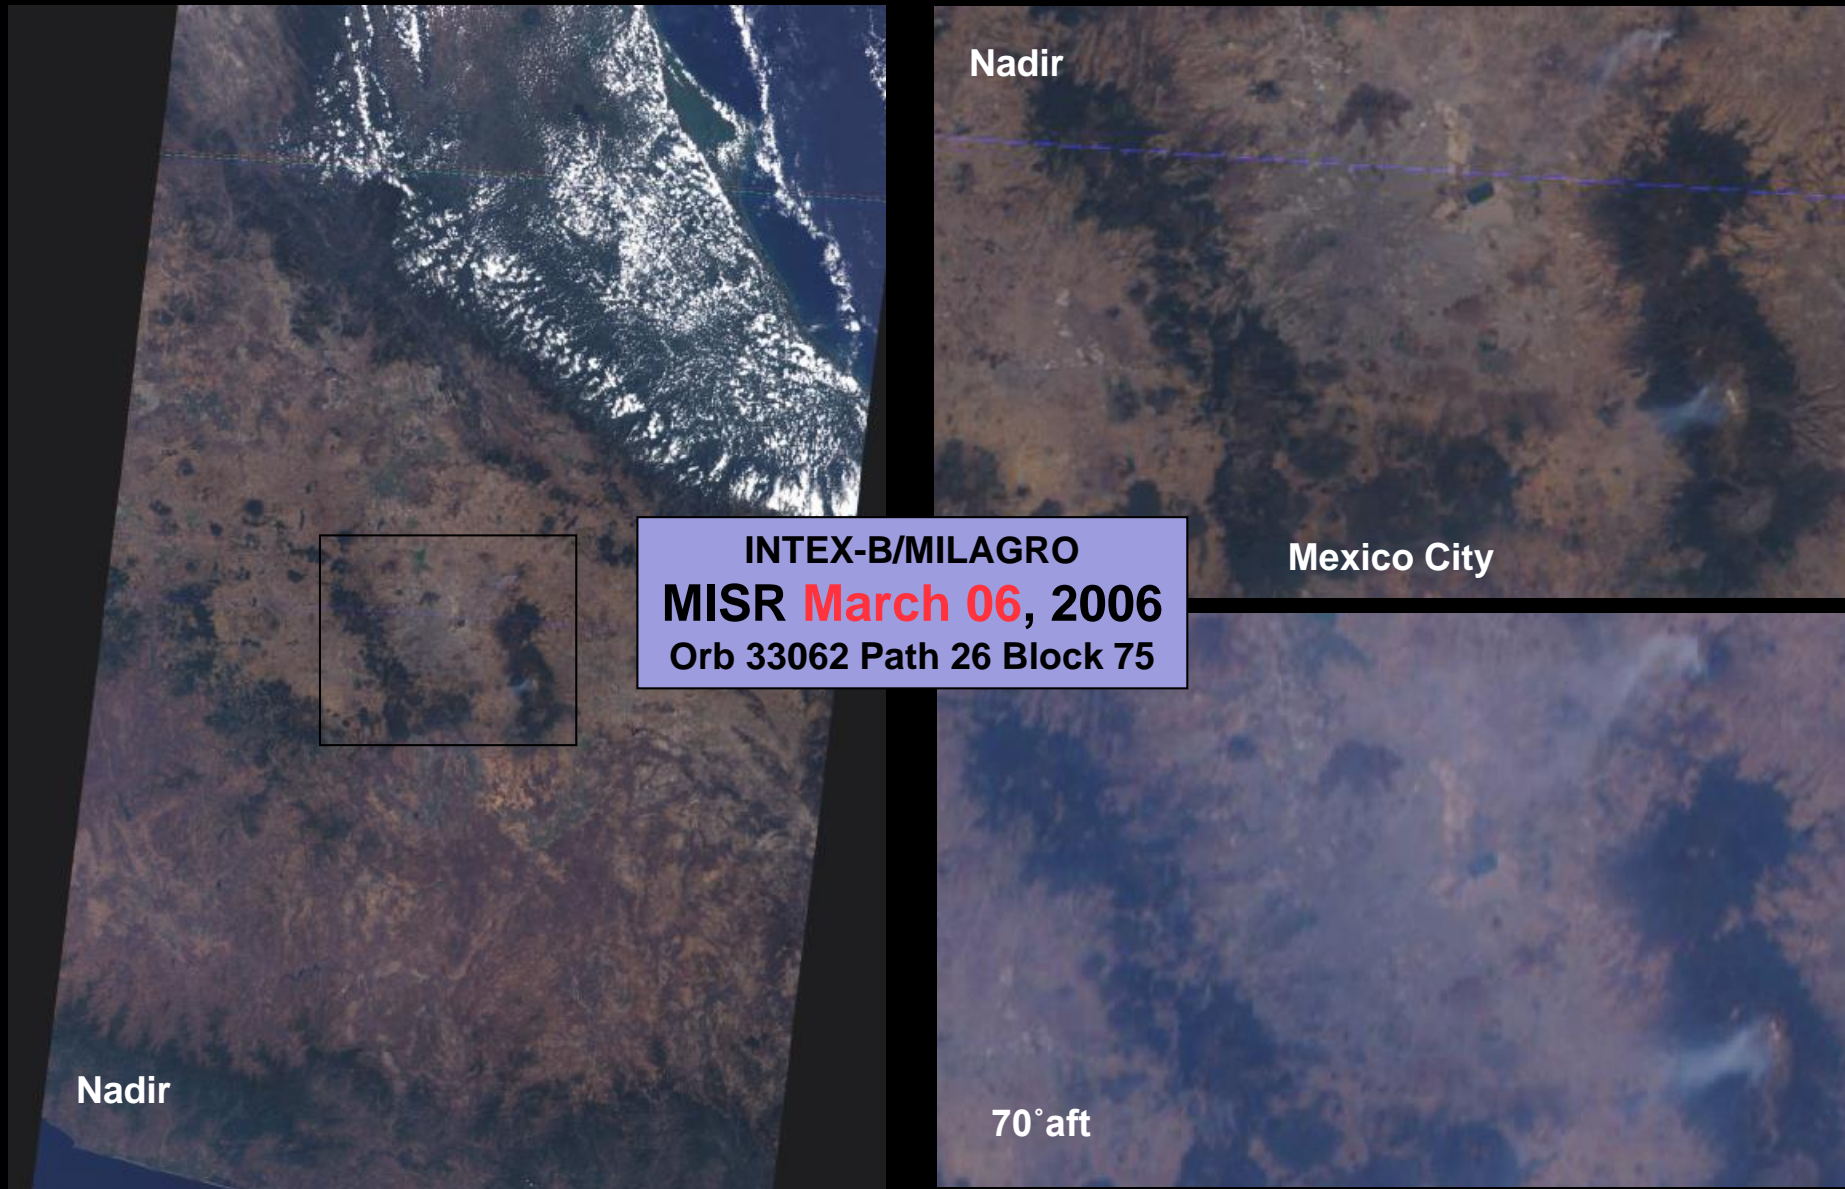 Nadir
Nadir
INTEX-B/MILAGRO
MISR March 06, 2006
Orb 33062 Path 26 Block 75
Mexico City
70˚aft